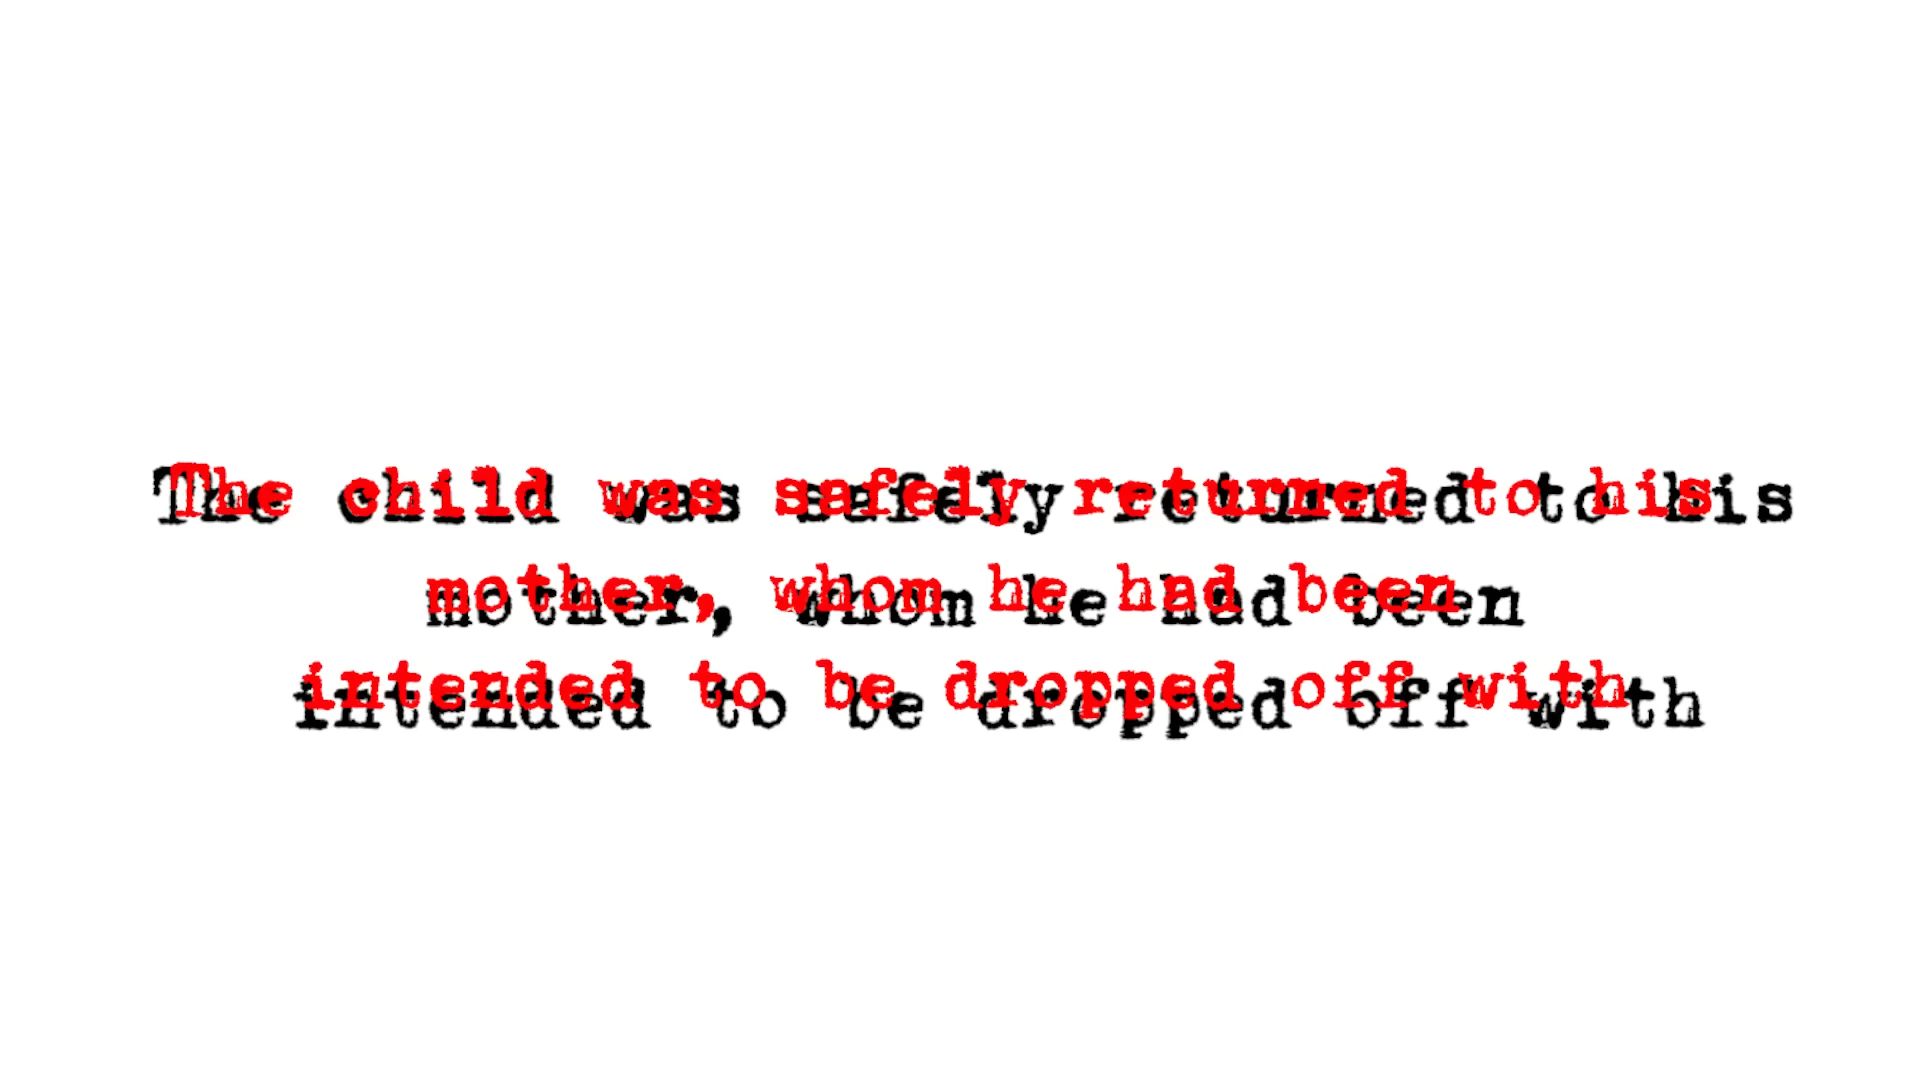 The child was safely returned to his
mother, whom he had been
intended to be dropped off with